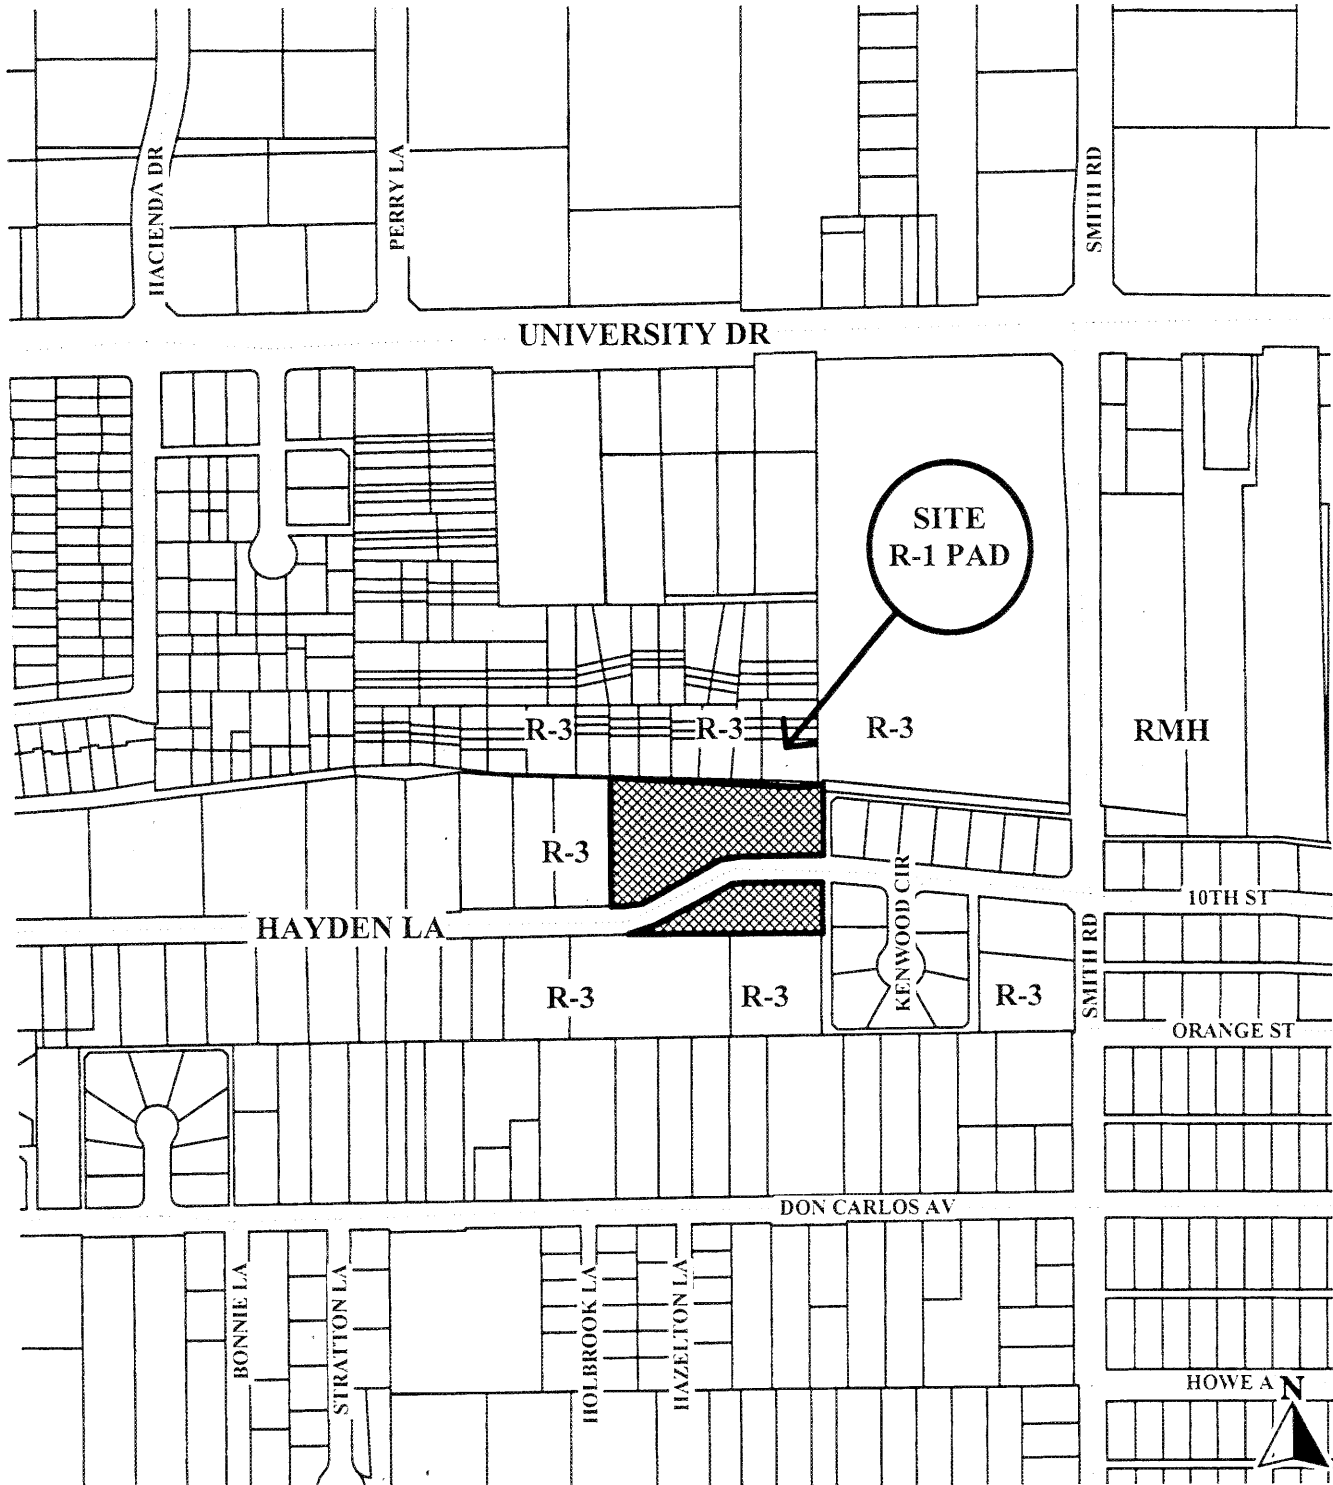 HACIENDA DR
PERRY LA
SMITH RD
UNIVERSITY DR
SITE
R-1 PAD
R-3
R-3
R-3
RMH
R-3
KENWOOD CIR
10TH ST
HAYDEN LA
SMITH RD
R-3
R-3
R-3
ORANGE ST
DON CARLOS AV
BONNIE LA
STRATTON LA
HOLBROOK LA
HAZELTON LA
HOWE A
N